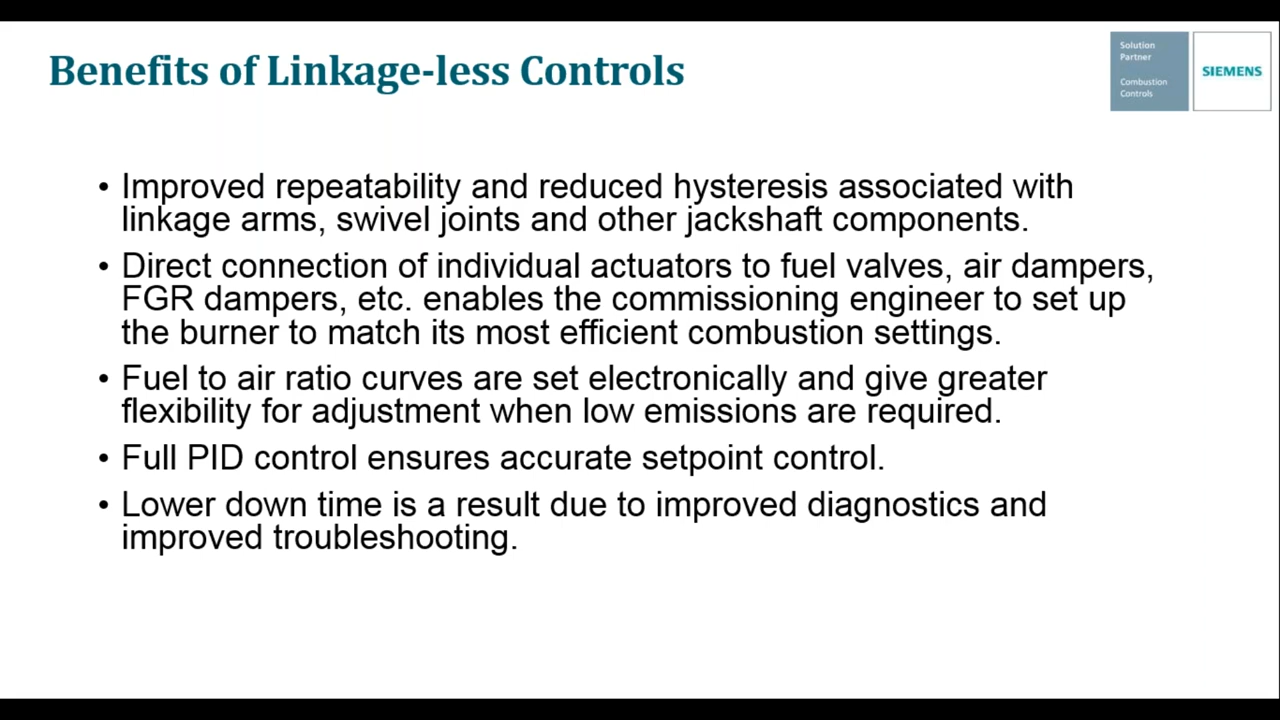 Benefits of Linkage-less Controls
Solution
Partner
Combustion
Controls
SIEMENS
• Improved repeatability and reduced hysteresis associated with
linkage arms, swivel joints and other jackshaft components.
• Direct connection of individual actuators to fuel valves, air dampers,
FGR dampers, etc. enables the commissioning engineer to set up
the burner to match its most efficient combustion settings.
• Fuel to air ratio curves are set electronically and give greater
flexibility for adjustment when low emissions are required.
• Full PID control ensures accurate setpoint control.
• Lower down time is a result due to improved diagnostics and
improved troubleshooting.